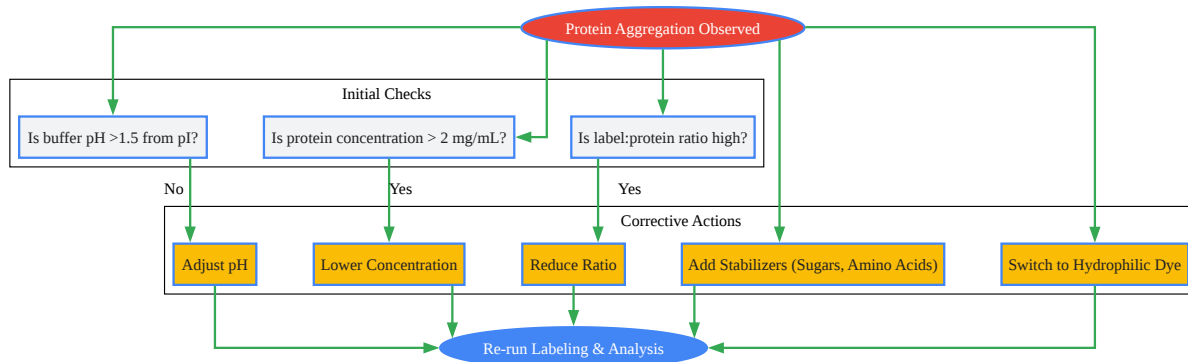 Protein Aggregation Observed
Initial Checks
Is buffer pH >1.5 from pI?
Is protein concentration > 2 mg/mL?
Is label:protein ratio high?
No
Yes
Yes
Corrective Actions
Adjust pH
Lower Concentration
Reduce Ratio
Add Stabilizers (Sugars, Amino Acids)
Switch to Hydrophilic Dye
Re-run Labeling & Analysis